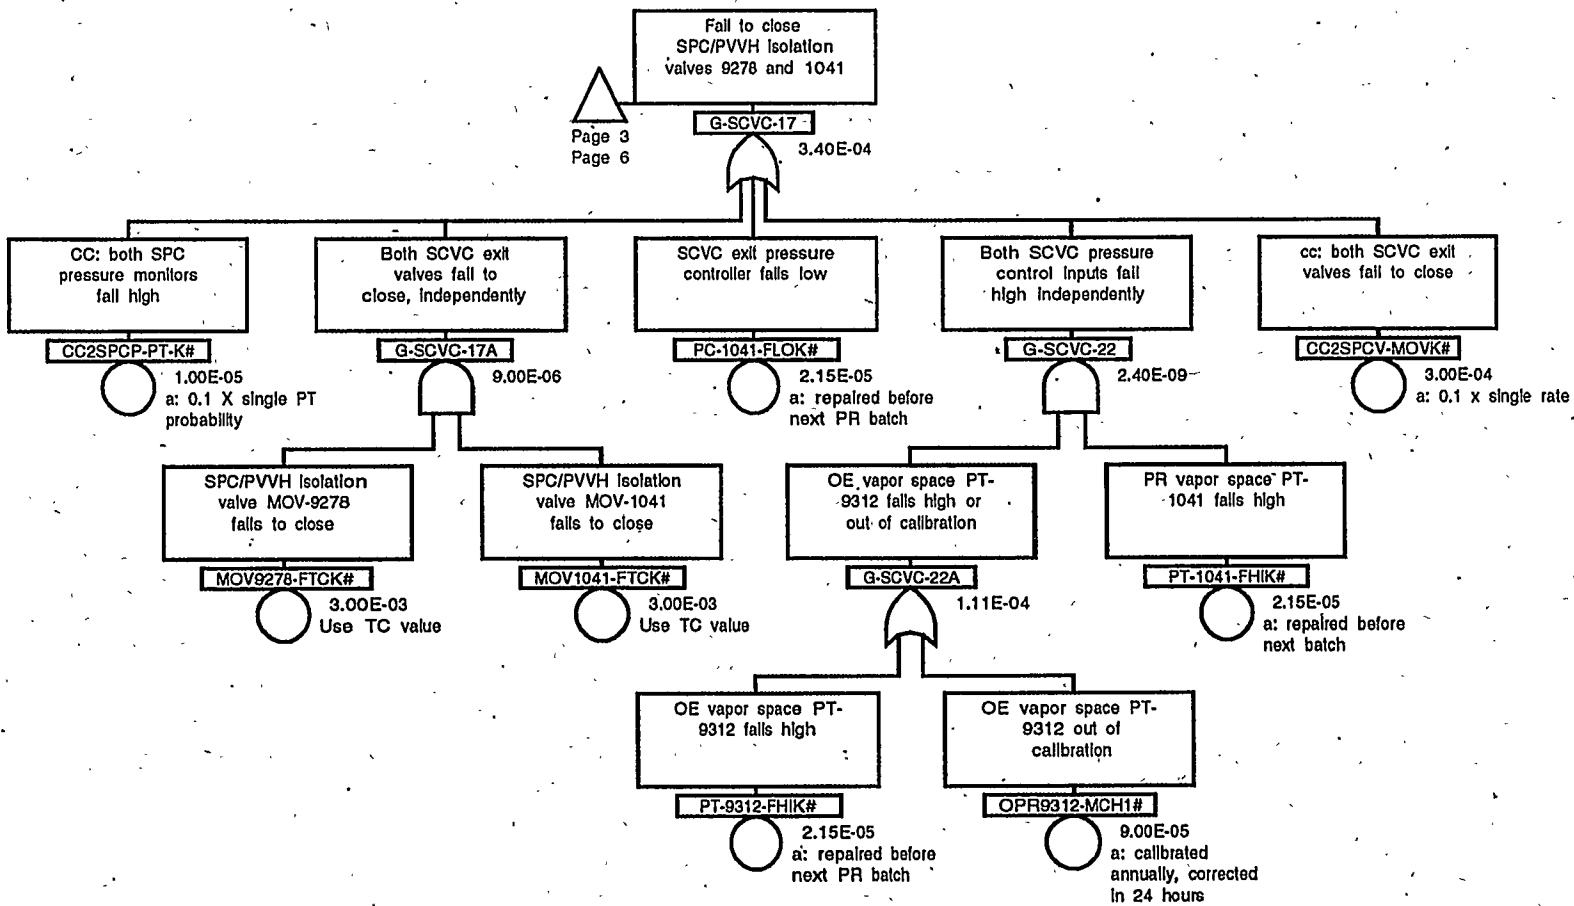 Fail to close
SPC/PVVH Isolation
valves 9278 and 1041
Page 3
Page 6
G-SCVC-17
3.40E-04
CC: both SPC
pressure monitors
fail high
CC2SPCP-PT-K#
1.00E-05
a: 0.1 X single PT
probability
Both SCVC exit
valves fail to
close, independently
G-SCVC-17A
9.00E-06
SCVC exit pressure
controller fails low
PC-1041-FLOK#
2.15E-05
a: repaired before
next PR batch
Both SCVC pressure
control inputs fail
high independently
G-SCVC-22
2.40E-09
cc: both SCVC exit
valves fail to close
CC2SPCV-MOVK#
3.00E-04
a: 0.1 x single rate
SPC/PVVH Isolation
valve MOV-9278
fails to close
MOV9278-FTCK#
3.00E-03
Use TC value
SPC/PVVH Isolation
valve MOV-1041
fails to close
MOV1041-FTCK#
3.00E-03
Use TC value
OE vapor space PT-
9312 fails high or
out of calibration
G-SCVC-22A
1.11E-04
PR vapor space PT-
1041 fails high
PT-1041-FHIK#
2.15E-05
a: repaired before
next batch
OE vapor space PT-
9312 fails high
PT-9312-FHIK#
2.15E-05
a: repaired before
next PR batch
OE vapor space PT-
9312 out of
calibration
OPR9312-MCH1#
9.00E-05
a: calibrated
annually, corrected
in 24 hours